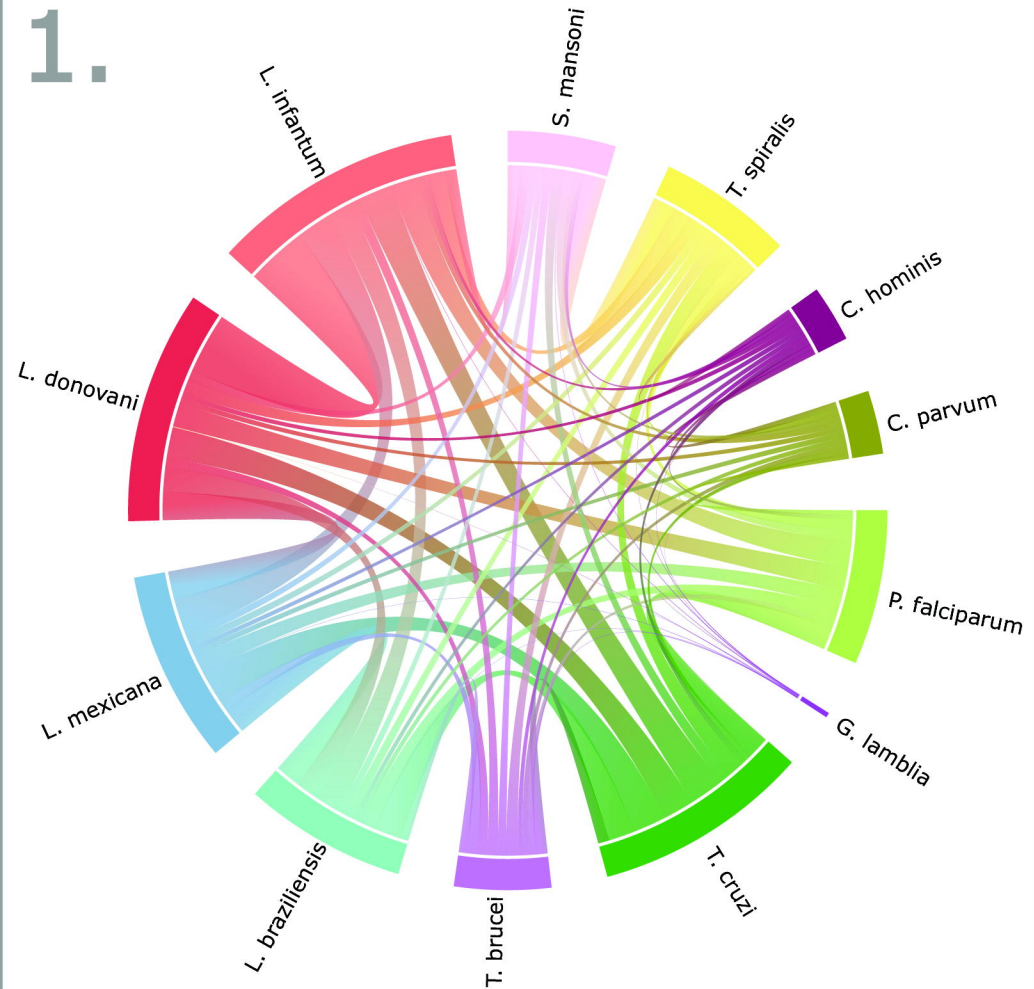 1.
S. mansoni
T. spiralis
C. hominis
C. parvum
P. falciparum
G. lamblia
T. cruzi
T. brucei
L. braziliensis
L. mexicana
L. donovani
L. infantum